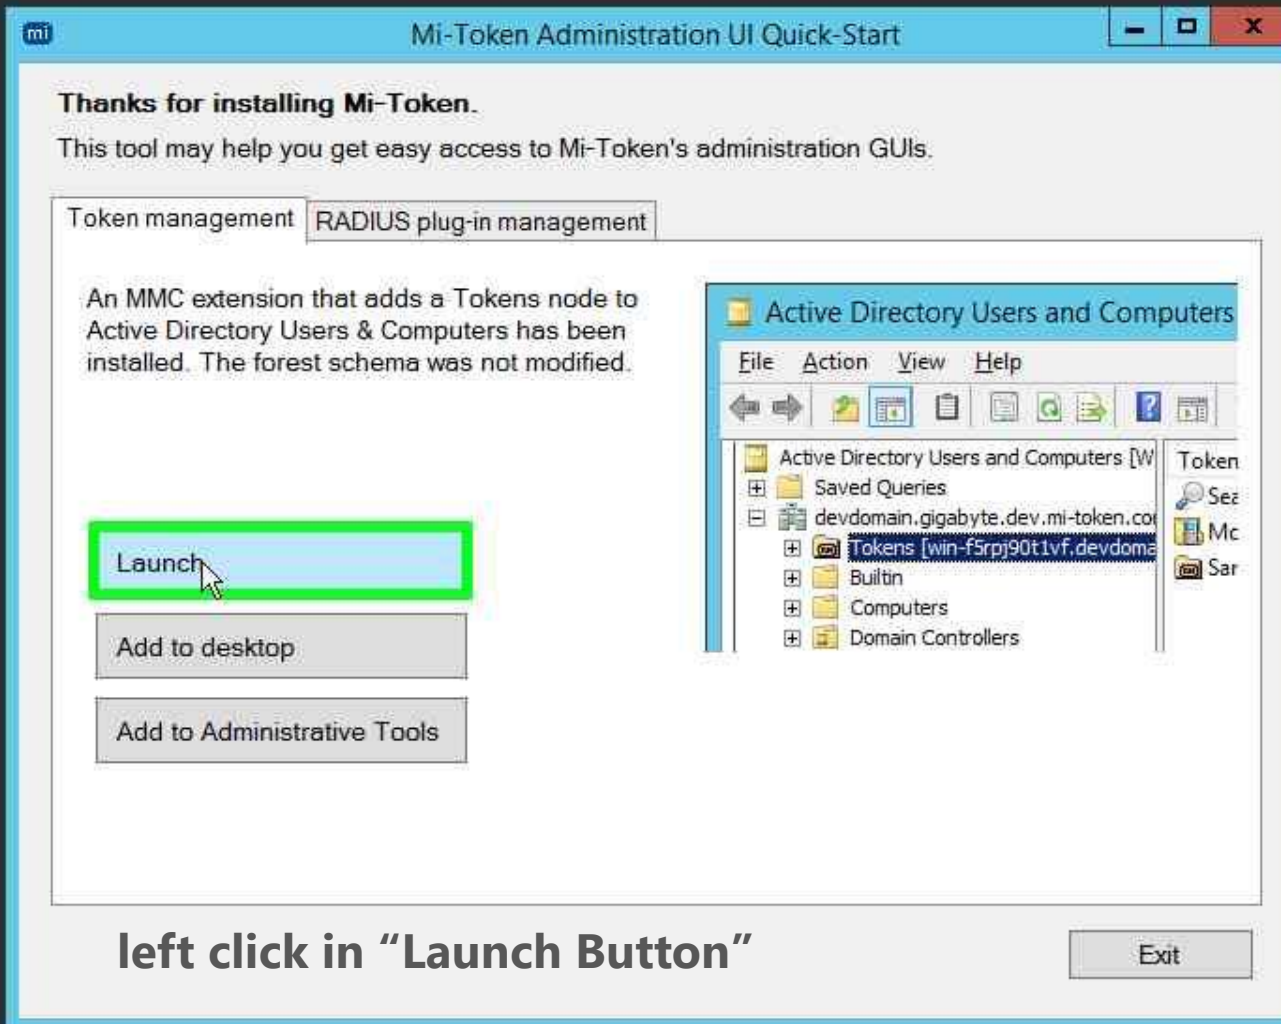 mi
Mi-Token Administration UI Quick-Start
Thanks for installing Mi-Token.
This tool may help you get easy access to Mi-Token's administration GUIs.
Token management
RADIUS plug-in management
An MMC extension that adds a Tokens node to
Active Directory Users & Computers has been
installed. The forest schema was not modified.
Launch
Add to desktop
Add to Administrative Tools
Active Directory Users and Computers
File Action View Help
Active Directory Users and Computers [W
Saved Queries
devdomain.gigabyte.dev.mi-token.co
Tokens [win-f5rpj90t1vf.devdoma
Builtin
Computers
Domain Controllers
Token
Sea
Mc
Sar
left click in “Launch Button”
Exit